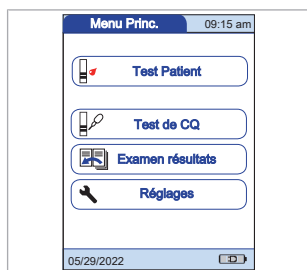 Menu Princ. 09:15 am
Test Patient
Test de CQ
Examen résultats
Réglages
05/29/2022